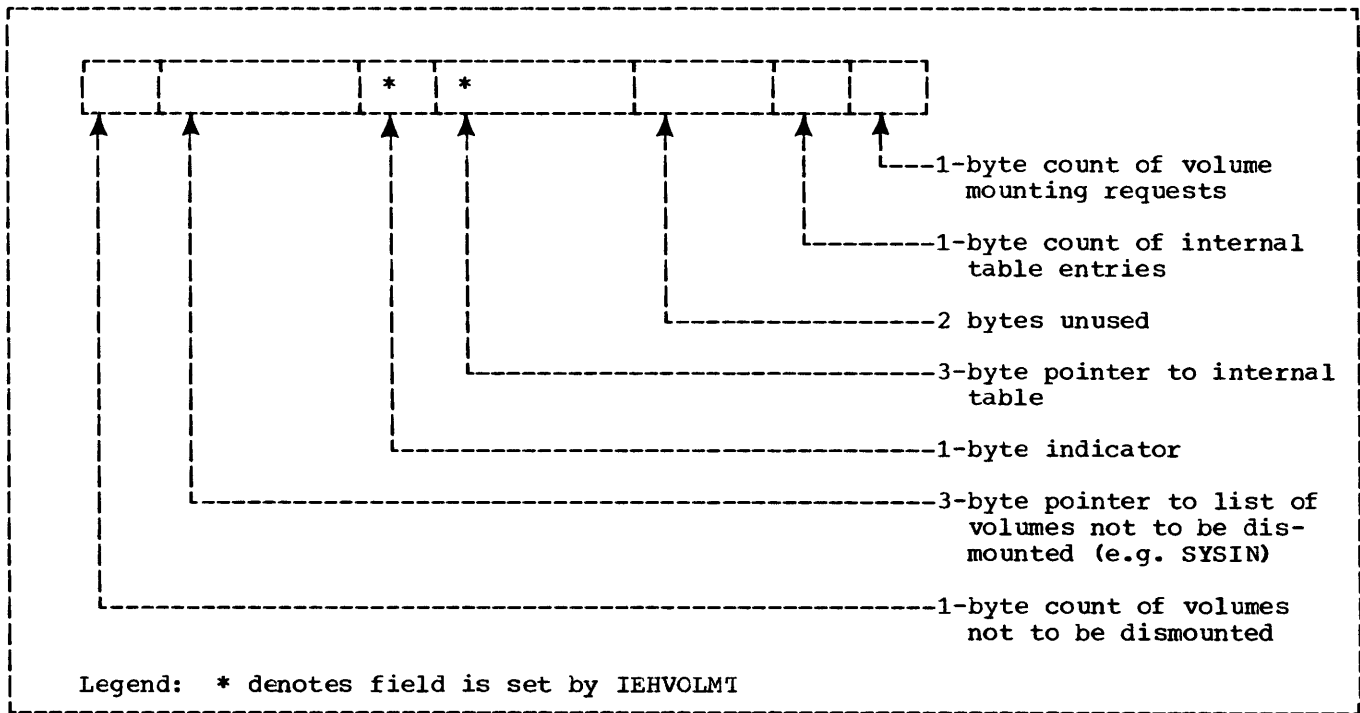 * *
1-byte count of volume
mounting requests
1-byte count of internal
table entries
2 bytes unused
3-byte pointer to internal
table
1-byte indicator
3-byte pointer to list of
volumes not to be dis-
mounted (e.g. SYSIN)
1-byte count of volumes
not to be dismounted
Legend: * denotes field is set by IEHVOLMT